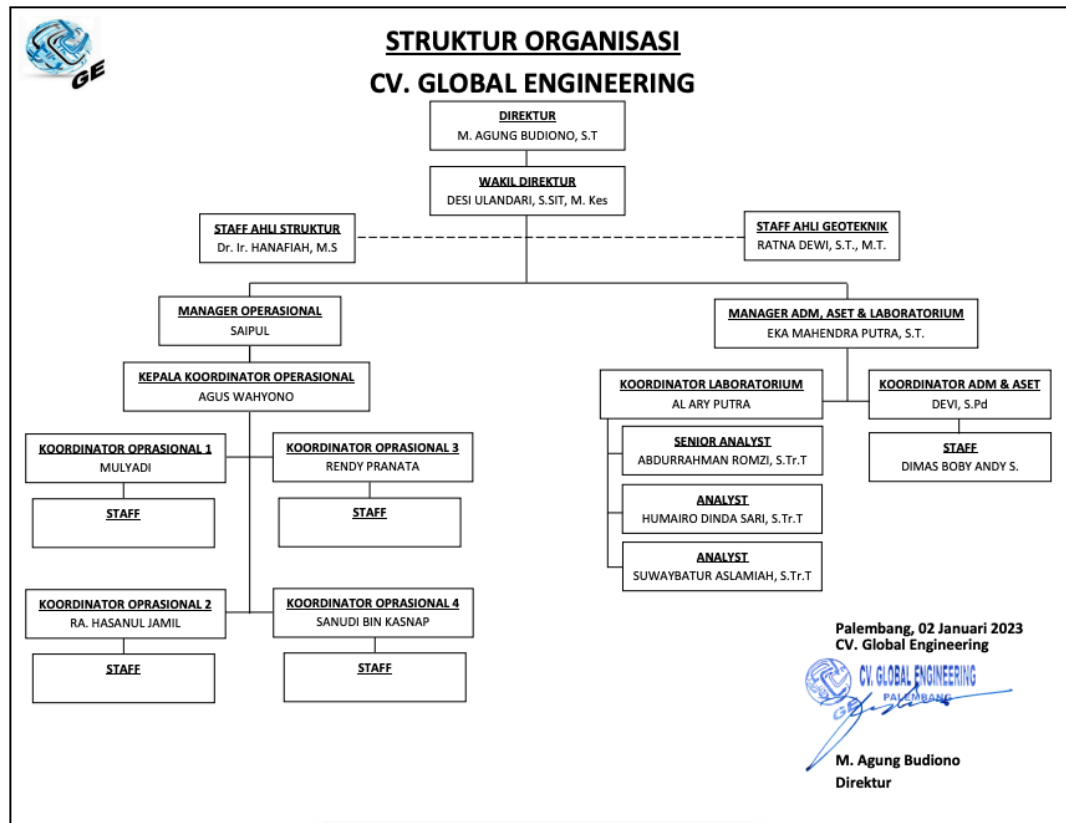 GE
STRUKTUR ORGANISASI
CV. GLOBAL ENGINEERING
DIREKTUR
M. AGUNG BUDIONO, S.T
WAKIL DIREKTUR
DESI ULANDARI, S.SIT, M. Kes
STAFF AHLI STRUKTUR
Dr. Ir. HANAFIAH, M.S
STAFF AHLI GEOTEKNIK
RATNA DEWI, S.T., M.T.
MANAGER OPERASIONAL
SAIPUL
MANAGER ADM, ASET & LABORATORIUM
EKA MAHENDRA PUTRA, S.T.
KEPALA KOORDINATOR OPERASIONAL
AGUS WAHYONO
KOORDINATOR LABORATORIUM
AL ARY PUTRA
KOORDINATOR ADM & ASET
DEVI, S.Pd
KOORDINATOR OPRASIONAL 1
MULYADI
KOORDINATOR OPRASIONAL 3
RENDY PRANATA
SENIOR ANALYST
ABDURRAHMAN ROMZI, S.Tr.T
STAFF
DIMAS BOBY ANDY S.
STAFF
STAFF
ANALYST
HUMAIRO DINDA SARI, S.Tr.T
ANALYST
SUWAYBATUR ASLAMIAH, S.Tr.T
KOORDINATOR OPRASIONAL 2
RA. HASANUL JAMIL
KOORDINATOR OPRASIONAL 4
SANUDI BIN KASNAP
STAFF
STAFF
Palembang, 02 Januari 2023
CV. Global Engineering
CV. GLOBAL ENGINEERING
PALEMBANG
GE
M. Agung Budiono
Direktur